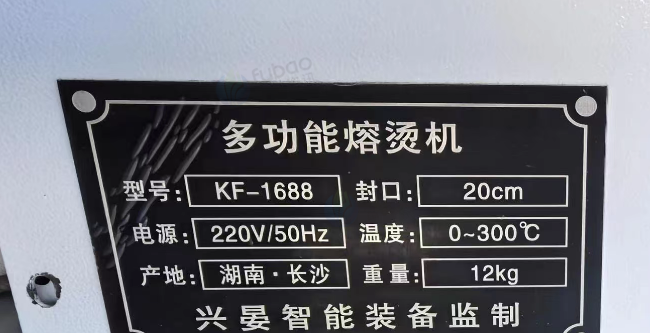 多功能熔烫机
型号: KF-1688 封口: 20cm
电源: 220V/50Hz 温度: 0~300℃
产地: 湖南·长沙 重量: 12kg
兴晏智能装备监制